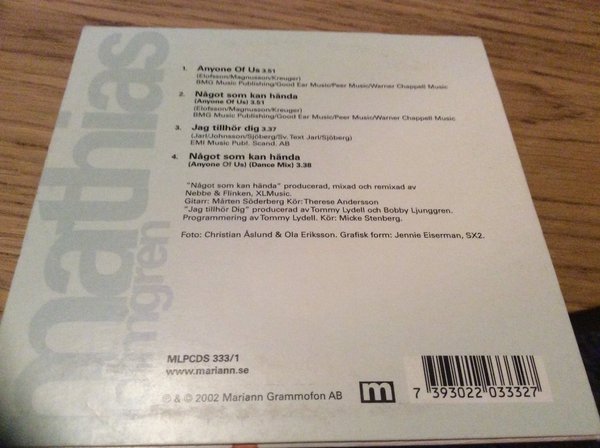 mathias
holmgren
1. Anyone Of Us 3.51
(Elofsson/Magnusson/Kreuger)
BMG Music Publishing/Good Ear Music/Peer Music/Warner Chappell Music
2. Något som kan hända
(Anyone Of Us) 3.51
(Elofsson/Magnusson/Kreuger)
BMG Music Publishing/Good Ear Music/Peer Music/Warner Chappell Music
3. Jag tillhör dig 3.37
(Jarl/Johnsson/Sjöberg/Sv. Text Jarl/Sjöberg)
EMI Music Publ. Scand. AB
4. Något som kan hända
(Anyone Of Us) (Dance Mix) 3.38
"Något som kan hända" producerad, mixad och remixad av
Nebbe & Flinken, XLMusic.
Gitarr: Mårten Söderberg Kör: Therese Andersson
"Jag tillhör Dig" producerad av Tommy Lydell och Bobby Ljunggren.
Programmering av Tommy Lydell. Kör: Micke Stenberg.
Foto: Christian Åslund & Ola Eriksson. Grafisk form: Jennie Eiserman, SX2.
MLPCDS 333/1
www.mariann.se
℗ & © 2002 Mariann Grammofon AB
m
7 393022 033327